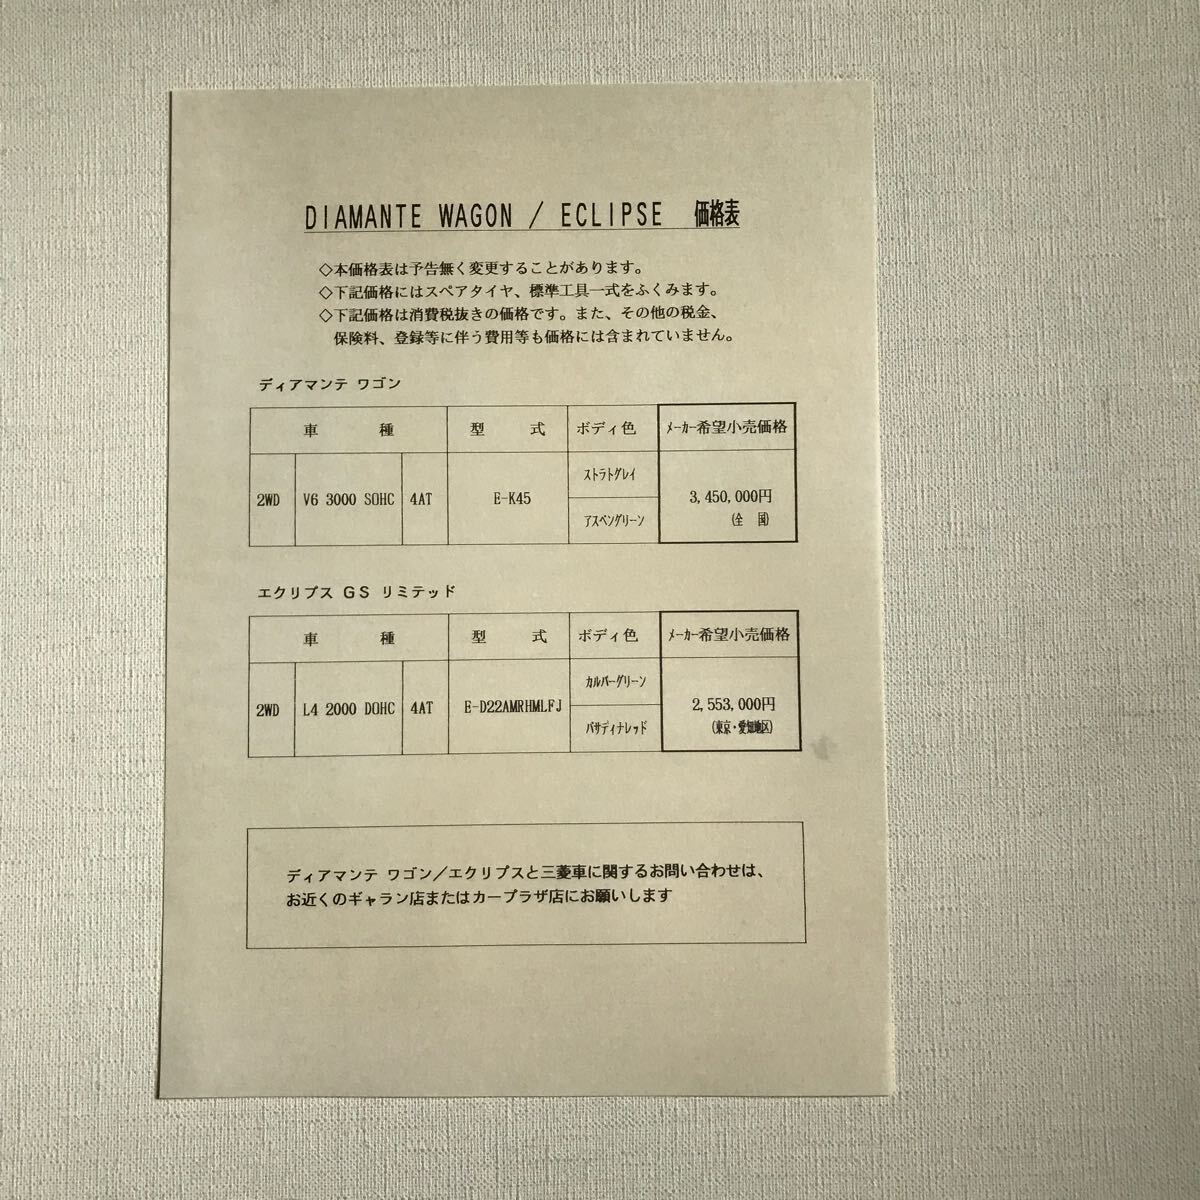 DIAMANTE WAGON / ECLIPSE 価格表
◇本価格表は予告無く変更することがあります。
◇下記価格にはスペアタイヤ、標準工具一式をふくみます。
◇下記価格は消費税抜きの価格です。また、その他の税金、
保険料、登録等に伴う費用等も価格には含まれていません。
ディアマンテ ワゴン
車 種 型 式 ボディ色 ﾒｰｶｰ希望小売価格
2WD V6 3000 SOHC 4AT E-K45 ｽﾄﾗﾄｸﾞﾚｲ 3,450,000円
ｱｽﾍﾟﾝｸﾞﾘｰﾝ (全 国)
エクリプス GS リミテッド
車 種 型 式 ボディ色 ﾒｰｶｰ希望小売価格
2WD L4 2000 DOHC 4AT E-D22AMRHMLFJ ｶﾙﾊﾞｰｸﾞﾘｰﾝ 2,553,000円
ﾊﾟｻﾃﾞｨﾅﾚｯﾄﾞ (東京・愛知地区)
ディアマンテ ワゴン／エクリプスと三菱車に関するお問い合わせは、
お近くのギャラン店またはカープラザ店にお願いします